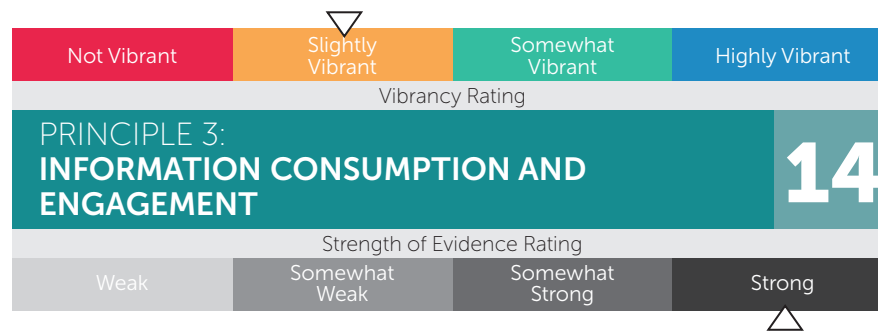 Not Vibrant
Slightly
Vibrant
Somewhat
Vibrant
Highly Vibrant
Vibrancy Rating
PRINCIPLE 3:
INFORMATION CONSUMPTION AND
ENGAGEMENT
14
Strength of Evidence Rating
Weak
Somewhat
Weak
Somewhat
Strong
Strong